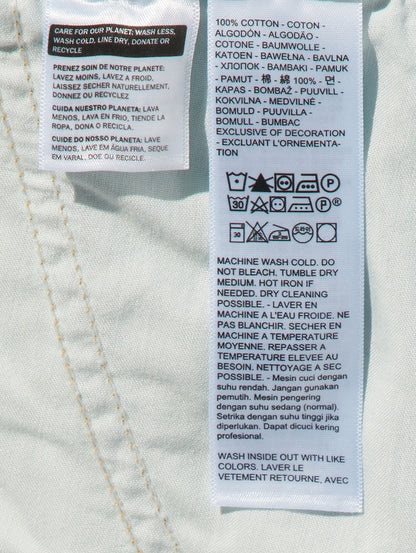 CARE FOR OUR PLANET: WASH LESS,
WASH COLD, LINE DRY, DONATE OR
RECYCLE
PRENEZ SOIN DE NOTRE PLANETE:
LAVEZ MOINS, LAVEZ A FROID,
LAISSEZ SECHER NATURELLEMENT,
DONNEZ OU RECYCLEZ
CUIDA NUESTRO PLANETA: LAVA
MENOS, LAVA EN FRIO, TIENDE LA
ROPA, DONA O RECICLA.
CUIDE DO NOSSO PLANETA: LAVA
MENOS, LAVE EM ÁGUA FRIA, SEQUE
EM VARAL, DOE OU RECICLE.
100% COTTON - COTON -
ALGODÓN - ALGODÃO -
COTONE - BAUMWOLLE -
KATOEN - BAWEŁNA - BAVLNA
- ХЛОПОК - BAMBAKI - PAMUK
- PAMUT - 棉 - 綿 100% - 면 -
KAPAS - BOMBAŽ - PUUVILL -
KOKVILNA - MEDVILNĖ -
BOMULD - PUUVILLA -
BOMULL - BUMBAC
EXCLUSIVE OF DECORATION
- EXCLUANT L'ORNEMENTA-
TION
P
30 P®
30
MACHINE WASH COLD. DO
NOT BLEACH. TUMBLE DRY
MEDIUM. HOT IRON IF
NEEDED. DRY CLEANING
POSSIBLE. - LAVER EN
MACHINE A L'EAU FROIDE. NE
PAS BLANCHIR. SECHER EN
MACHINE A TEMPERATURE
MOYENNE. REPASSER A
TEMPERATURE ELEVEE AU
BESOIN. NETTOYAGE A SEC
POSSIBLE. - Mesin cuci dengan
suhu rendah. Jangan gunakan
pemutih. Mesin pengering
dengan suhu sedang (normal).
Setrika dengan suhu tinggi jika
diperlukan. Dapat dicuci kering
profesional.
WASH INSIDE OUT WITH LIKE
COLORS. LAVER LE
VETEMENT RETOURNE, AVEC